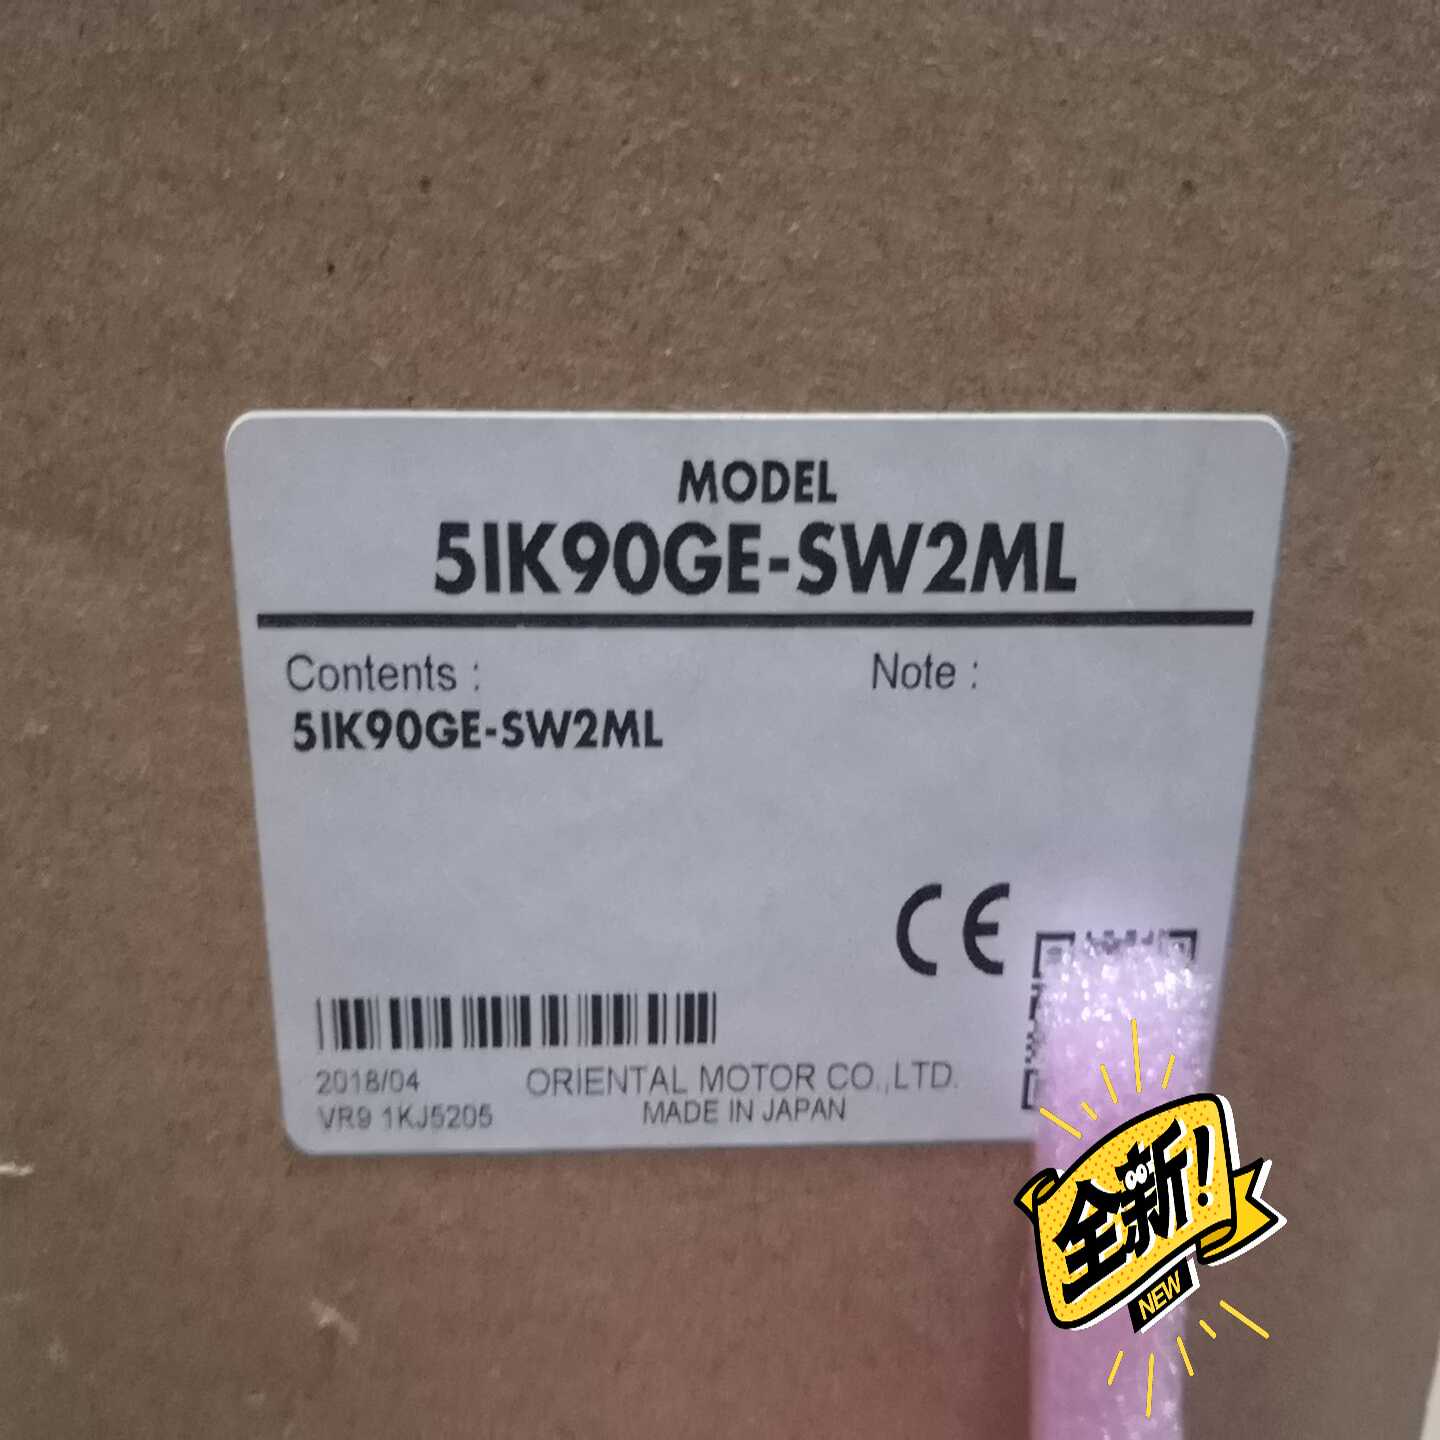 MODEL
5IK90GE-SW2ML
Contents :
Note :
5IK90GE-SW2ML
CE
2018/04
ORIENTAL MOTOR CO.,LTD.
VR9 1KJ5205
MADE IN JAPAN
全新!
NEW